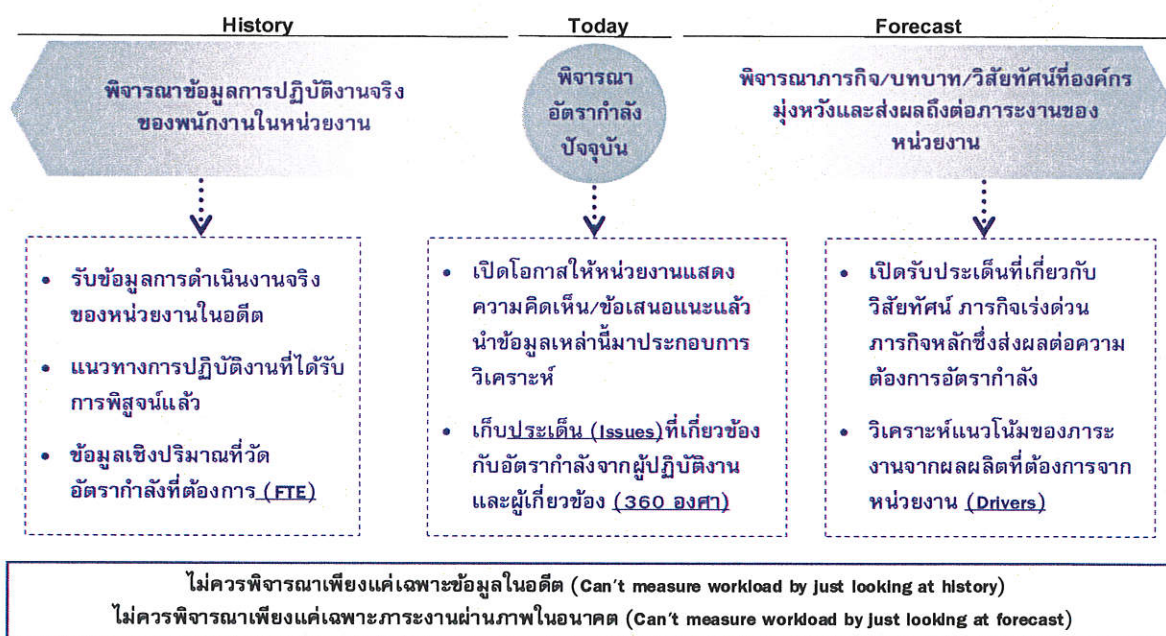 History
Today
Forecast
พิจารณาข้อมูลการปฏิบัติงานจริง
ของพนักงานในหน่วยงาน
พิจารณา
อัตรากำลัง
ปัจจุบัน
พิจารณาภารกิจ/บทบาท/วิสัยทัศน์ที่องค์กร
มุ่งหวังและส่งผลถึงต่อภาระงานของ
หน่วยงาน
• รับข้อมูลการดำเนินงานจริง
ของหน่วยงานในอดีต
• แนวทางการปฏิบัติงานที่ได้รับ
การพิสูจน์แล้ว
• ข้อมูลเชิงปริมาณที่วัด
อัตรากำลังที่ต้องการ (FTE)
• เปิดโอกาสให้หน่วยงานแสดง
ความคิดเห็น/ข้อเสนอแนะแล้ว
นำข้อมูลเหล่านี้มาประกอบการ
วิเคราะห์
• เก็บประเด็น (Issues)ที่เกี่ยวข้อง
กับอัตรากำลังจากผู้ปฏิบัติงาน
และผู้เกี่ยวข้อง (360 องศา)
• เปิดรับประเด็นที่เกี่ยวกับ
วิสัยทัศน์ ภารกิจเร่งด่วน
ภารกิจหลักซึ่งส่งผลต่อความ
ต้องการอัตรากำลัง
• วิเคราะห์แนวโน้มของภาระ
งานจากผลผลิตที่ต้องการจาก
หน่วยงาน (Drivers)
ไม่ควรพิจารณาเพียงแค่เฉพาะข้อมูลในอดีต (Can't measure workload by just looking at history)
ไม่ควรพิจารณาเพียงแค่เฉพาะภาระงานผ่านภาพในอนาคต (Can't measure workload by just looking at forecast)